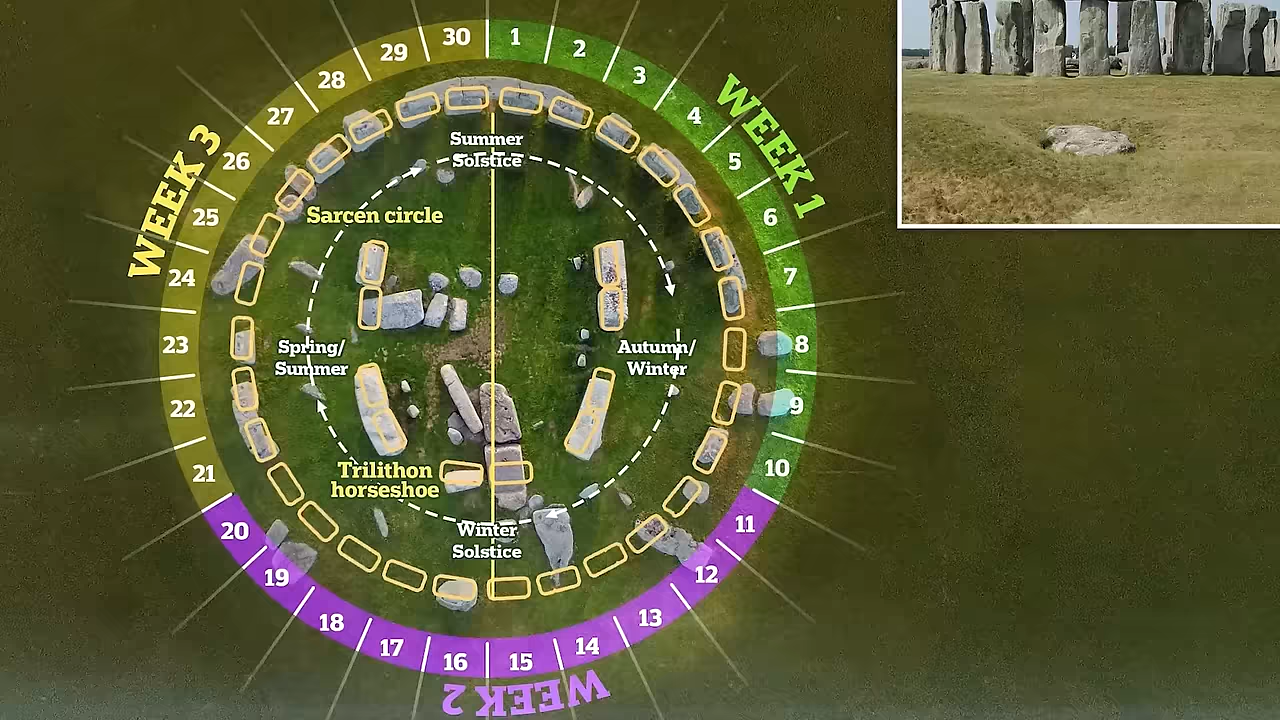 30
1
2
3
4
5
6
7
8
9
10
11
12
13
14
15
16
17
18
19
20
21
22
23
24
25
26
27
28
29
WEEK 1
WEEK 2
WEEK 3
Summer
Solstice
Sarcen circle
Spring/
Summer
Autumn/
Winter
Trilithon
horseshoe
Winter
Solstice